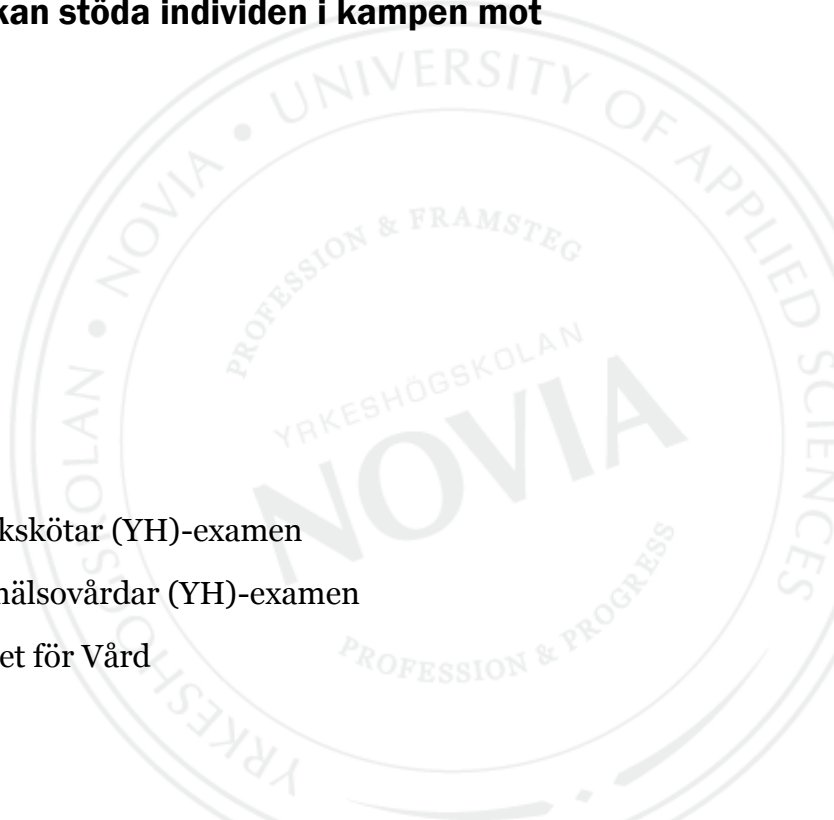 kan stöda individen i kampen mot
YRKESHÖGSKOLAN • NOVIA • UNIVERSITY OF APPLIED SCIENCES
PROFESSION & FRAMSTEG
YRKESHÖGSKOLAN
NOVIA
PROFESSION & PROGRESS
kskötar (YH)-examen
hälsovårdar (YH)-examen
et för Vård